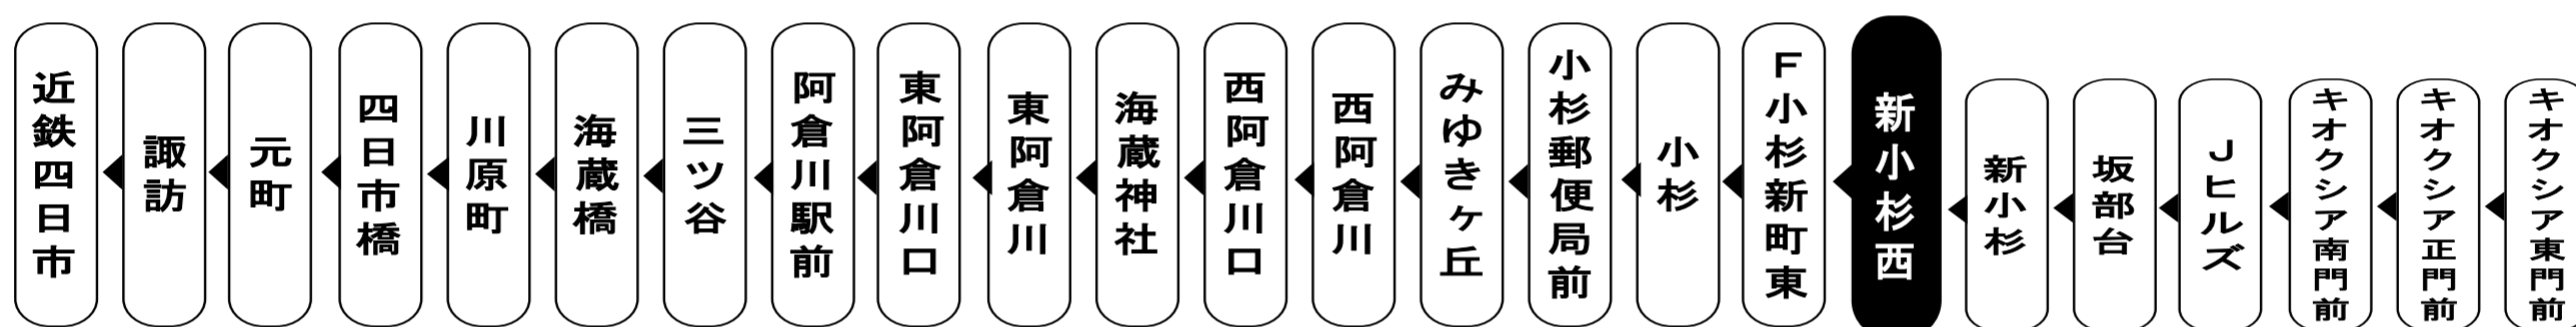 近鉄四日市
諏訪
元町
四日市橋
川原町
海蔵橋
三ツ谷
阿倉川駅前
東阿倉川口
東阿倉川
海蔵神社
西阿倉川口
西阿倉川
みゆきヶ丘
小杉郵便局前
小杉
F小杉新町東
新小杉西
新小杉
坂部台
Jヒルズ
キオクシア南門前
キオクシア正門前
キオクシア東門前